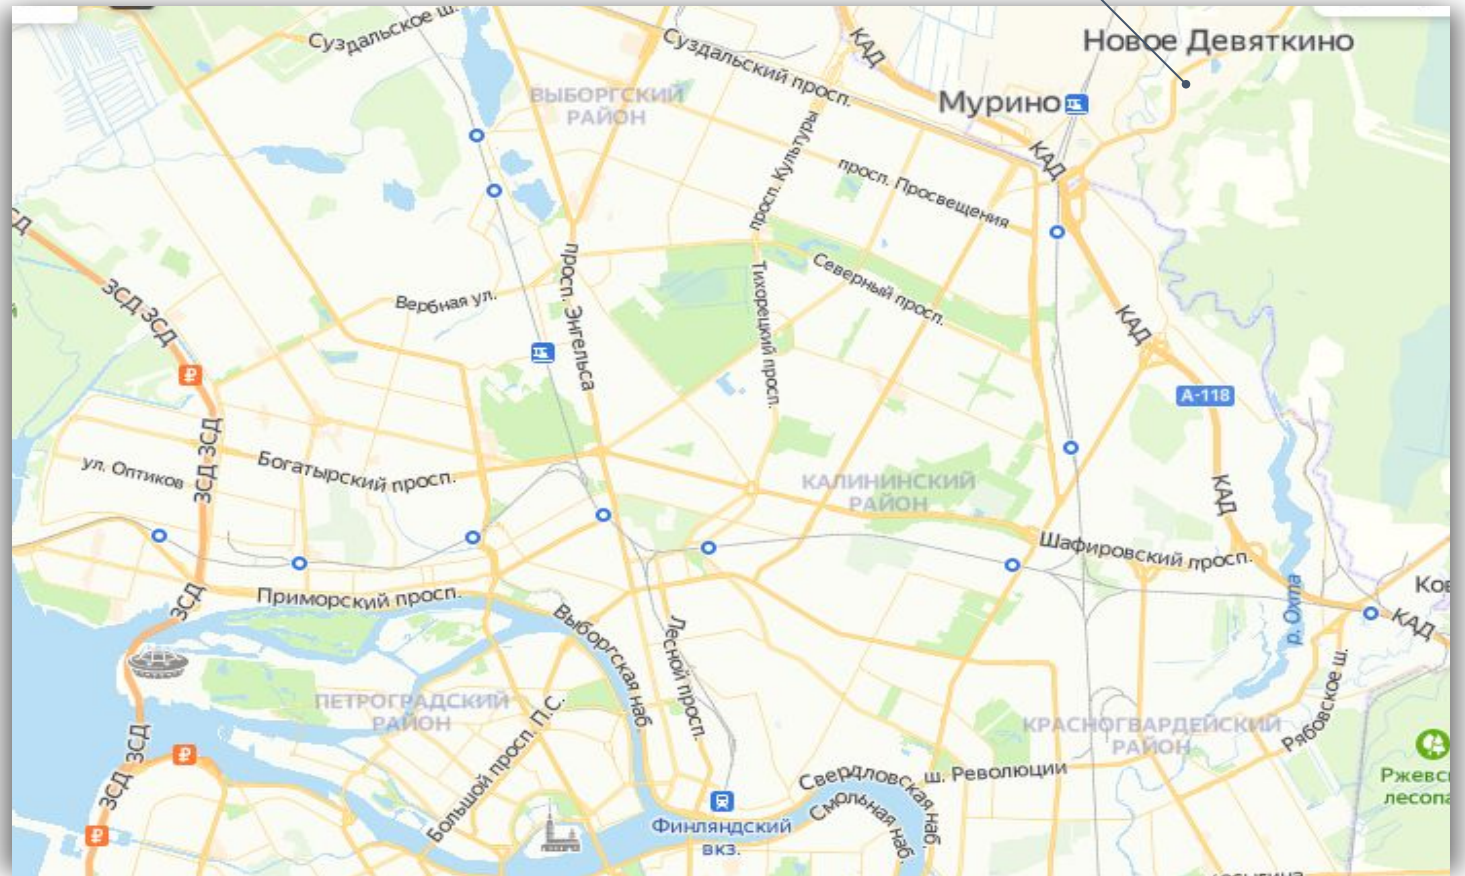 Суздальское ш.
КАД
Суздальский просп.
Новое Девяткино
ВЫБОРГСКИЙ
РАЙОН
Мурино
просп. Культуры
КАД
просп. Просвещения
ЗСД
ЗСД
просп. Энгельса
Вербная ул.
Тихорецкий просп.
Северный просп.
КАД
₽
А-118
ЗСД
ЗСД
ул. Оптиков
Богатырский просп.
КАЛИНИНСКИЙ
РАЙОН
КАД
Шафировский просп.
ЗСД
Приморский просп.
Выборгская наб.
Лесной просп.
р. Охта
КАД
ПЕТРОГРАДСКИЙ
РАЙОН
Большой просп. П.С.
КРАСНОГВАРДЕЙСКИЙ
РАЙОН
Рябовское ш.
ЗСД
ЗСД
₽
Свердловская наб.
ш. Революции
Смольная наб.
Финляндский
вкз.
₽